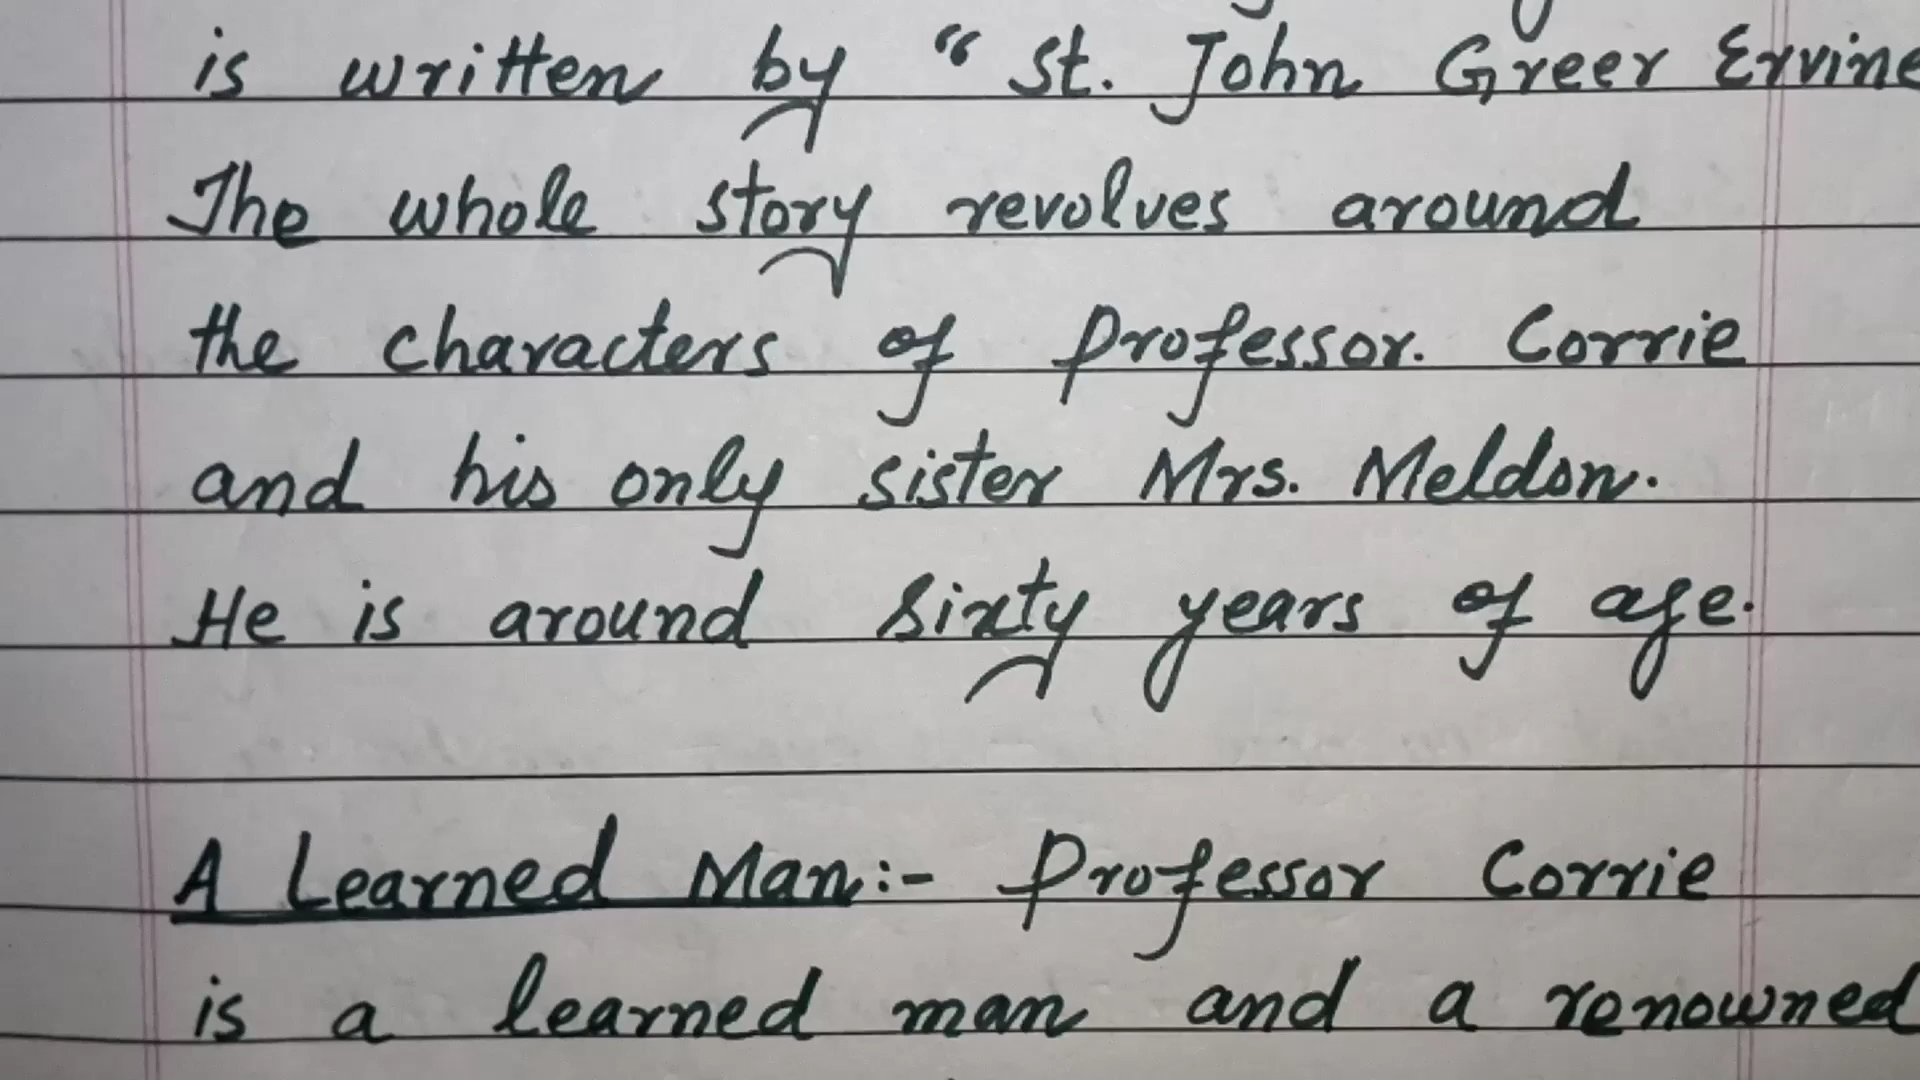 is written by “ St. John Greer Ervine
The whole story revolves around
the characters of Professor. Corrie
and his only sister Mrs. Meldon.
He is around sixty years of age.
A Learned Man:- Professor Corrie
is a learned man and a renowned